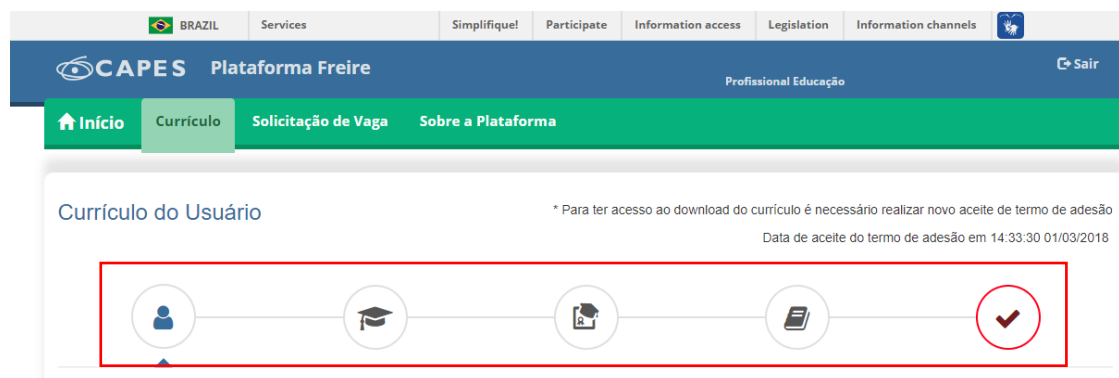 BRAZIL Services Simplifique! Participate Information access Legislation Information channels
CAPES Plataforma Freire
Profissional Educação
Sair
Início Currículo Solicitação de Vaga Sobre a Plataforma
Currículo do Usuário
* Para ter acesso ao download do currículo é necessário realizar novo aceite de termo de adesão
Data de aceite do termo de adesão em 14:33:30 01/03/2018